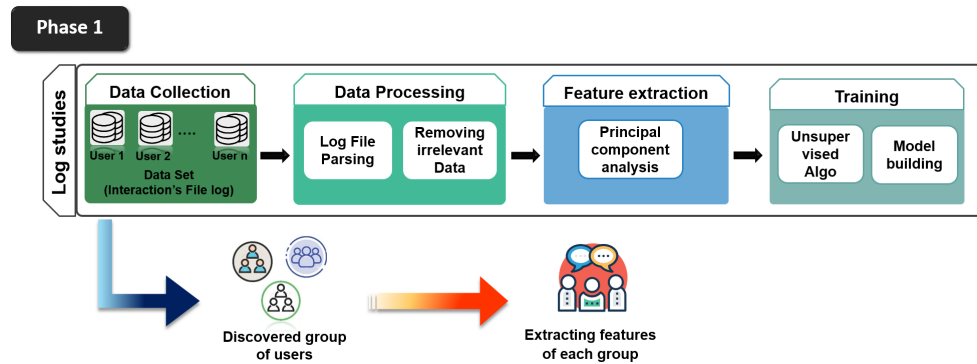 Phase 1
Log studies
Data Collection
User 1 User 2 .... User n
Data Set
(Interaction's File log)
Data Processing
Log File
Parsing
Removing
irrelevant
Data
Feature extraction
Principal
component
analysis
Training
Unsuper
vised
Algo
Model
building
Discovered group
of users
Extracting features
of each group